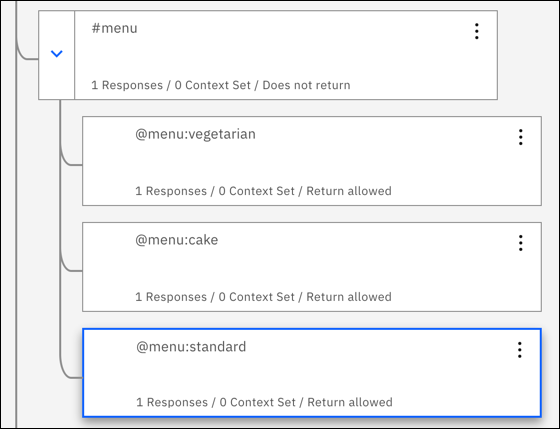 #menu
1 Responses / 0 Context Set / Does not return
@menu:vegetarian
1 Responses / 0 Context Set / Return allowed
@menu:cake
1 Responses / 0 Context Set / Return allowed
@menu:standard
1 Responses / 0 Context Set / Return allowed